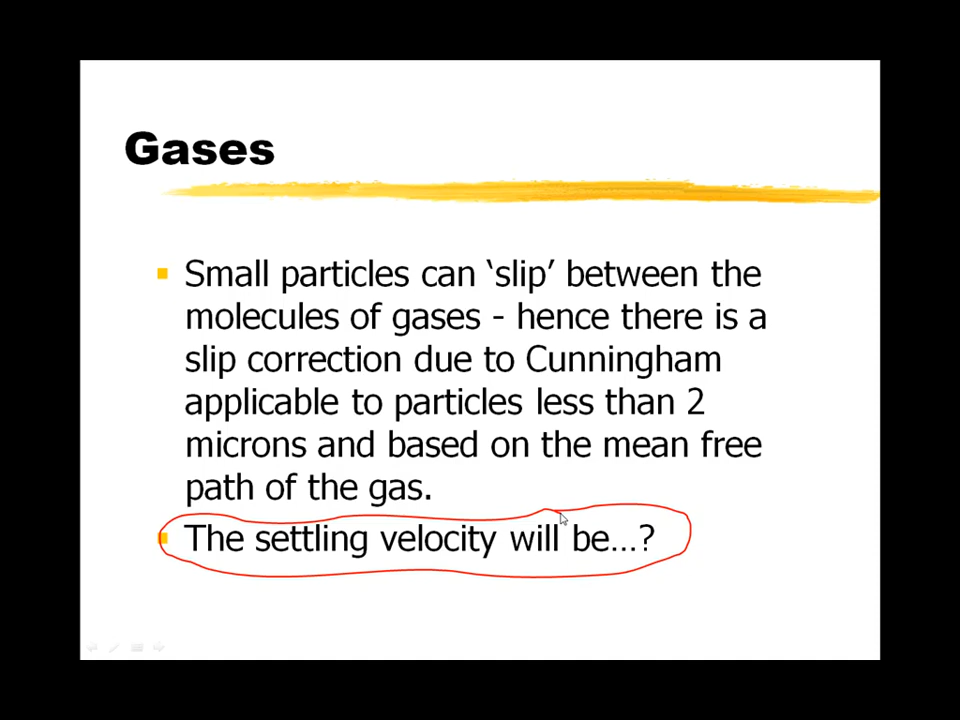 Gases
Small particles can ‘slip’ between the
molecules of gases - hence there is a
slip correction due to Cunningham
applicable to particles less than 2
microns and based on the mean free
path of the gas.
The settling velocity will be...?